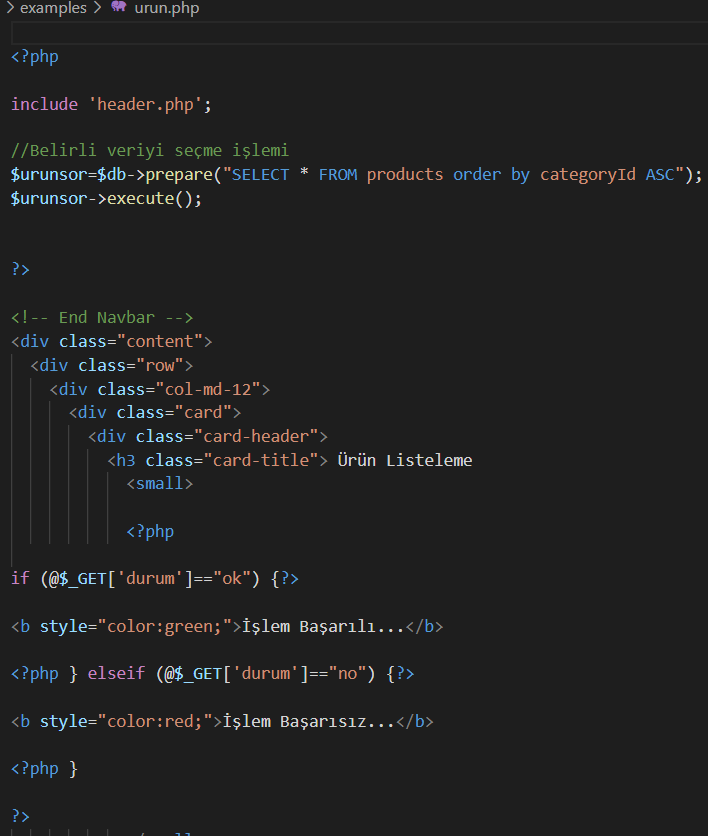 examples > urun.php
<?php
include 'header.php';
//Belirli veriyi seçme işlemi
$urunsor=$db->prepare("SELECT * FROM products order by categoryId ASC");
$urunsor->execute();
?>
<!-- End Navbar -->
<div class="content">
<div class="row">
<div class="col-md-12">
<div class="card">
<div class="card-header">
<h3 class="card-title"> Ürün Listeleme
<small>
<?php
if (@$_GET['durum']=="ok") {?>
<b style="color:green;">İşlem Başarılı...</b>
<?php } elseif (@$_GET['durum']=="no") {?>
<b style="color:red;">İşlem Başarısız...</b>
<?php }
?>